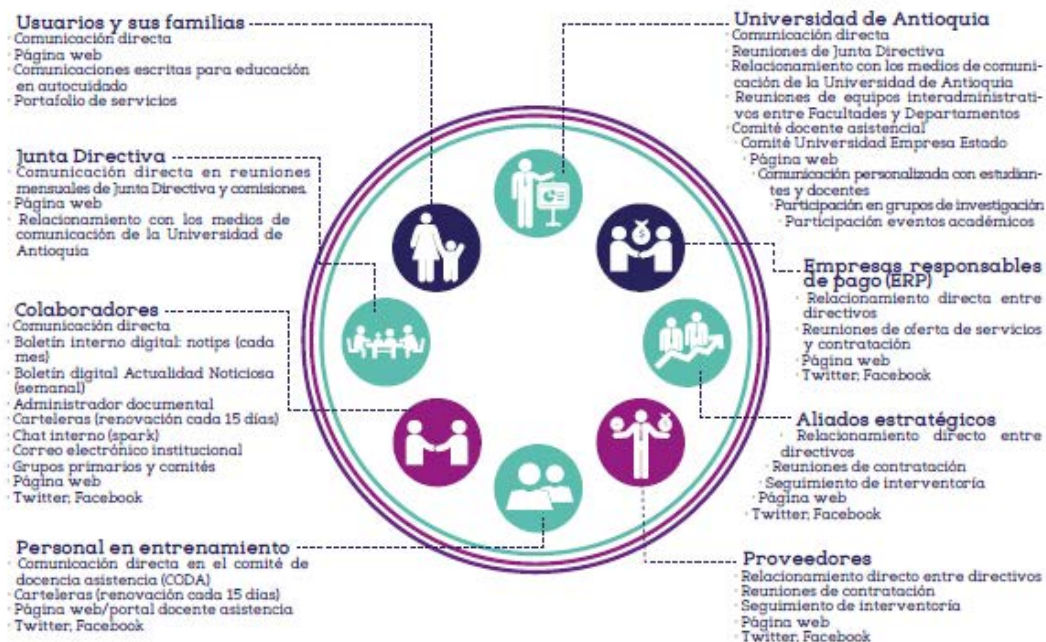 Usuarios y sus familias
· Comunicación directa
· Página web
· Comunicaciones escritas para educación
en autocuidado
· Portafolio de servicios
Junta Directiva
· Comunicación directa en reuniones
mensuales de Junta Directiva y comisiones.
· Página web
· Relacionamiento con los medios de
comunicación de la Universidad de
Antioquia
Colaboradores
· Comunicación directa
· Boletín interno digital: notips (cada
mes)
· Boletín digital Actualidad Noticiosa
(semanal)
· Administrador documental
· Carteleras (renovación cada 15 días)
· Chat interno (spark)
· Correo electrónico institucional
· Grupos primarios y comités
· Página web
· Twitter, Facebook
Personal en entrenamiento
· Comunicación directa en el comité de
docencia asistencia (CODA)
· Carteleras (renovación cada 15 días)
· Página web/portal docente asistencia
· Twitter, Facebook
Universidad de Antioquia
· Comunicación directa
· Reuniones de Junta Directiva
· Relacionamiento con los medios de comuni-
cación de la Universidad de Antioquia
· Reuniones de equipos interadministrati-
vos entre Facultades y Departamentos
· Comité docente asistencial
· Comité Universidad Empresa Estado
· Página web
· Comunicación personalizada con estudian-
tes y docentes
· Participación en grupos de investigación
· Participación eventos académicos
Empresas responsables
de pago (ERP)
· Relacionamiento directa entre
directivos
· Reuniones de oferta de servicios
y contratación
· Página web
· Twitter, Facebook
Aliados estratégicos
· Relacionamiento directo entre
directivos
· Reuniones de contratación
· Seguimiento de interventoría
· Página web
· Twitter, Facebook
Proveedores
· Relacionamiento directo entre directivos
· Reuniones de contratación
· Seguimiento de interventoría
· Página web
· Twitter, Facebook